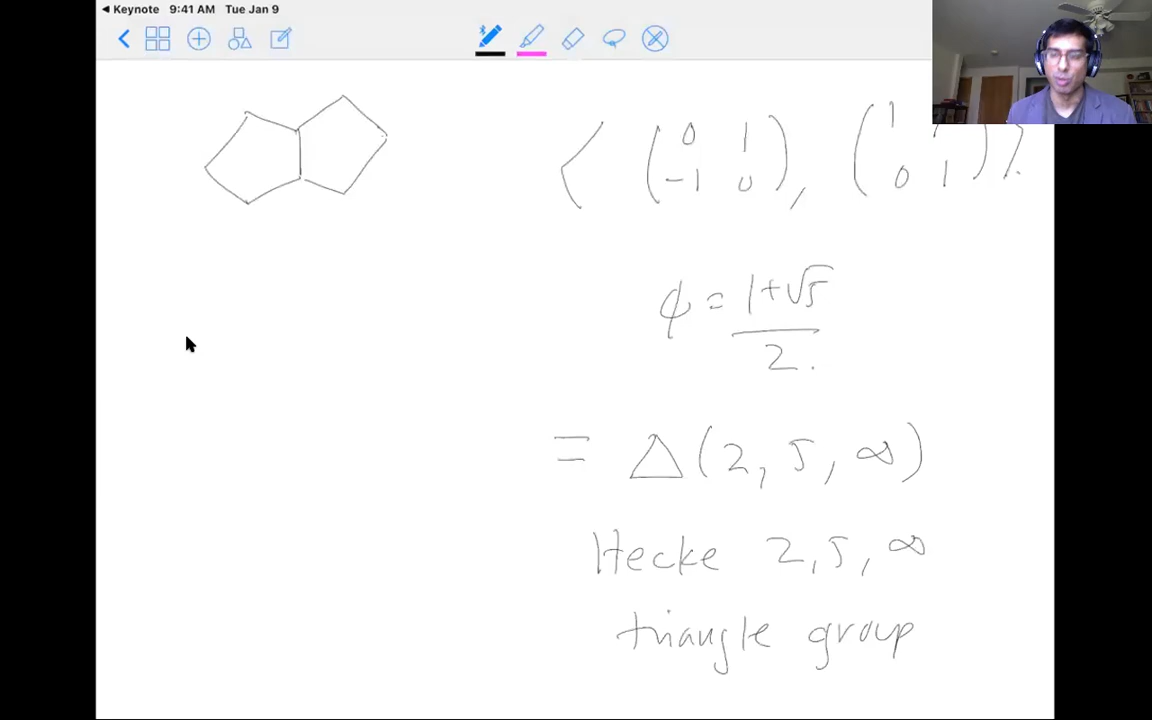 ◀ Keynote 9:41 AM Tue Jan 9
⟨ ( 0 1 ; -1 0 ), ( 1 ; 0 1 ) ⟩.
φ = 1+√5
2.
= Δ(2, 5, ∞)
Hecke 2, 5, ∞
triangle group